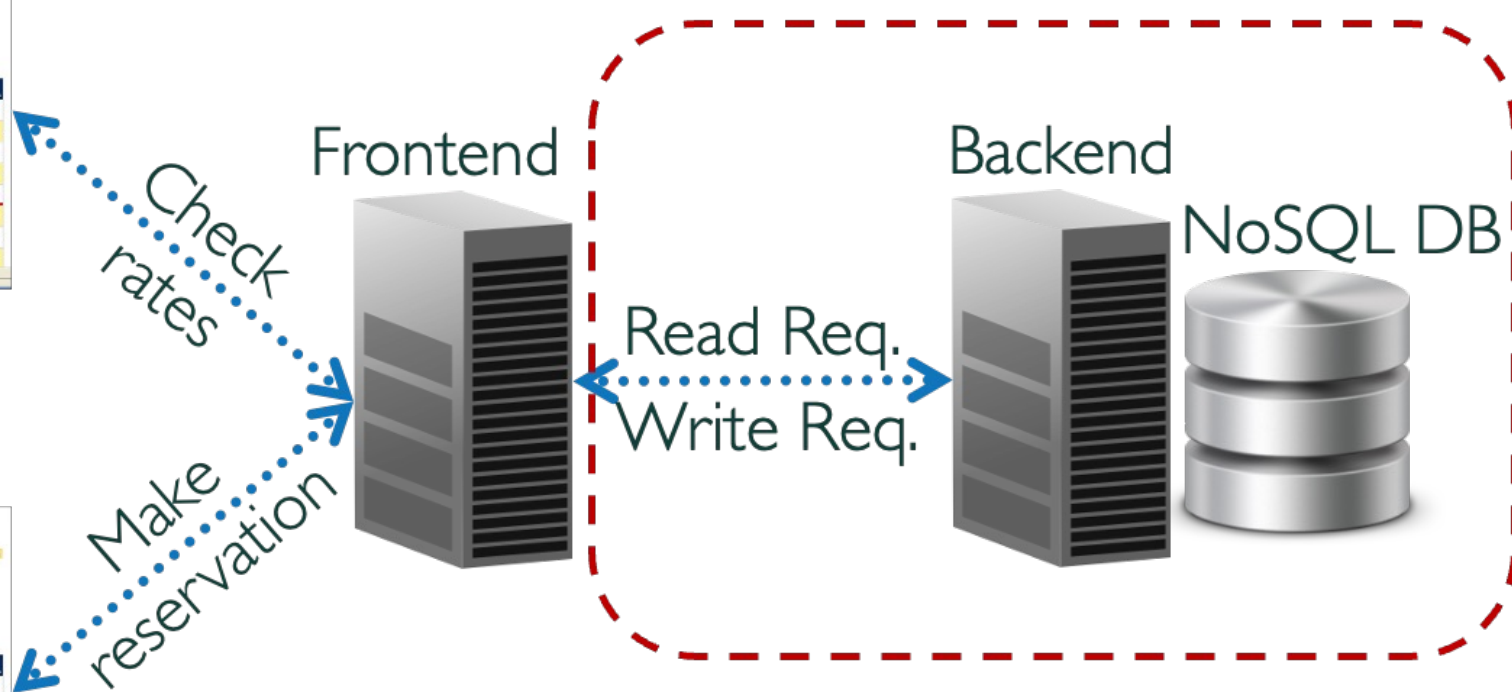 Frontend
Backend
NoSQL DB
Check
rates
Read Req.
Write Req.
Make
reservation